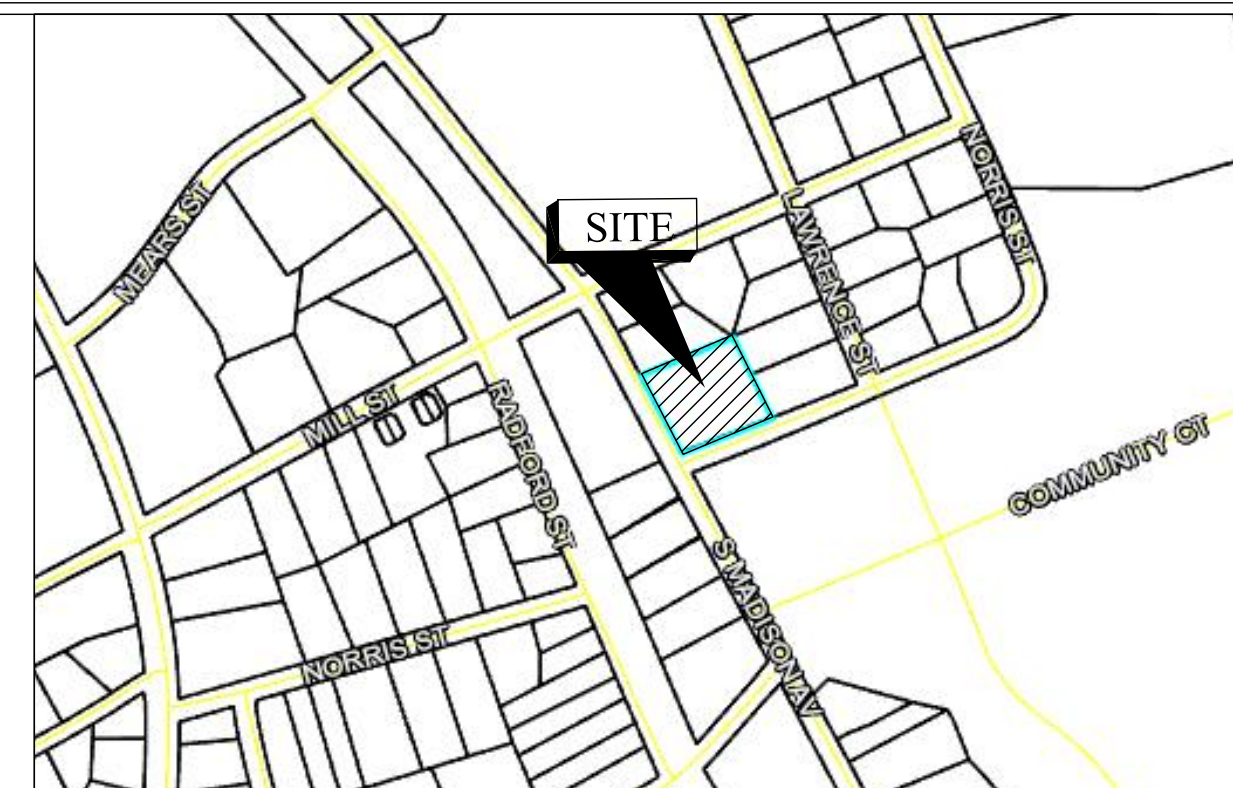 NORRIS ST
MEARS ST
SITE
LAWRENCE ST
MILL ST
RADFORD ST
COMMUNITY CT
S MADISON AV
NORRIS ST